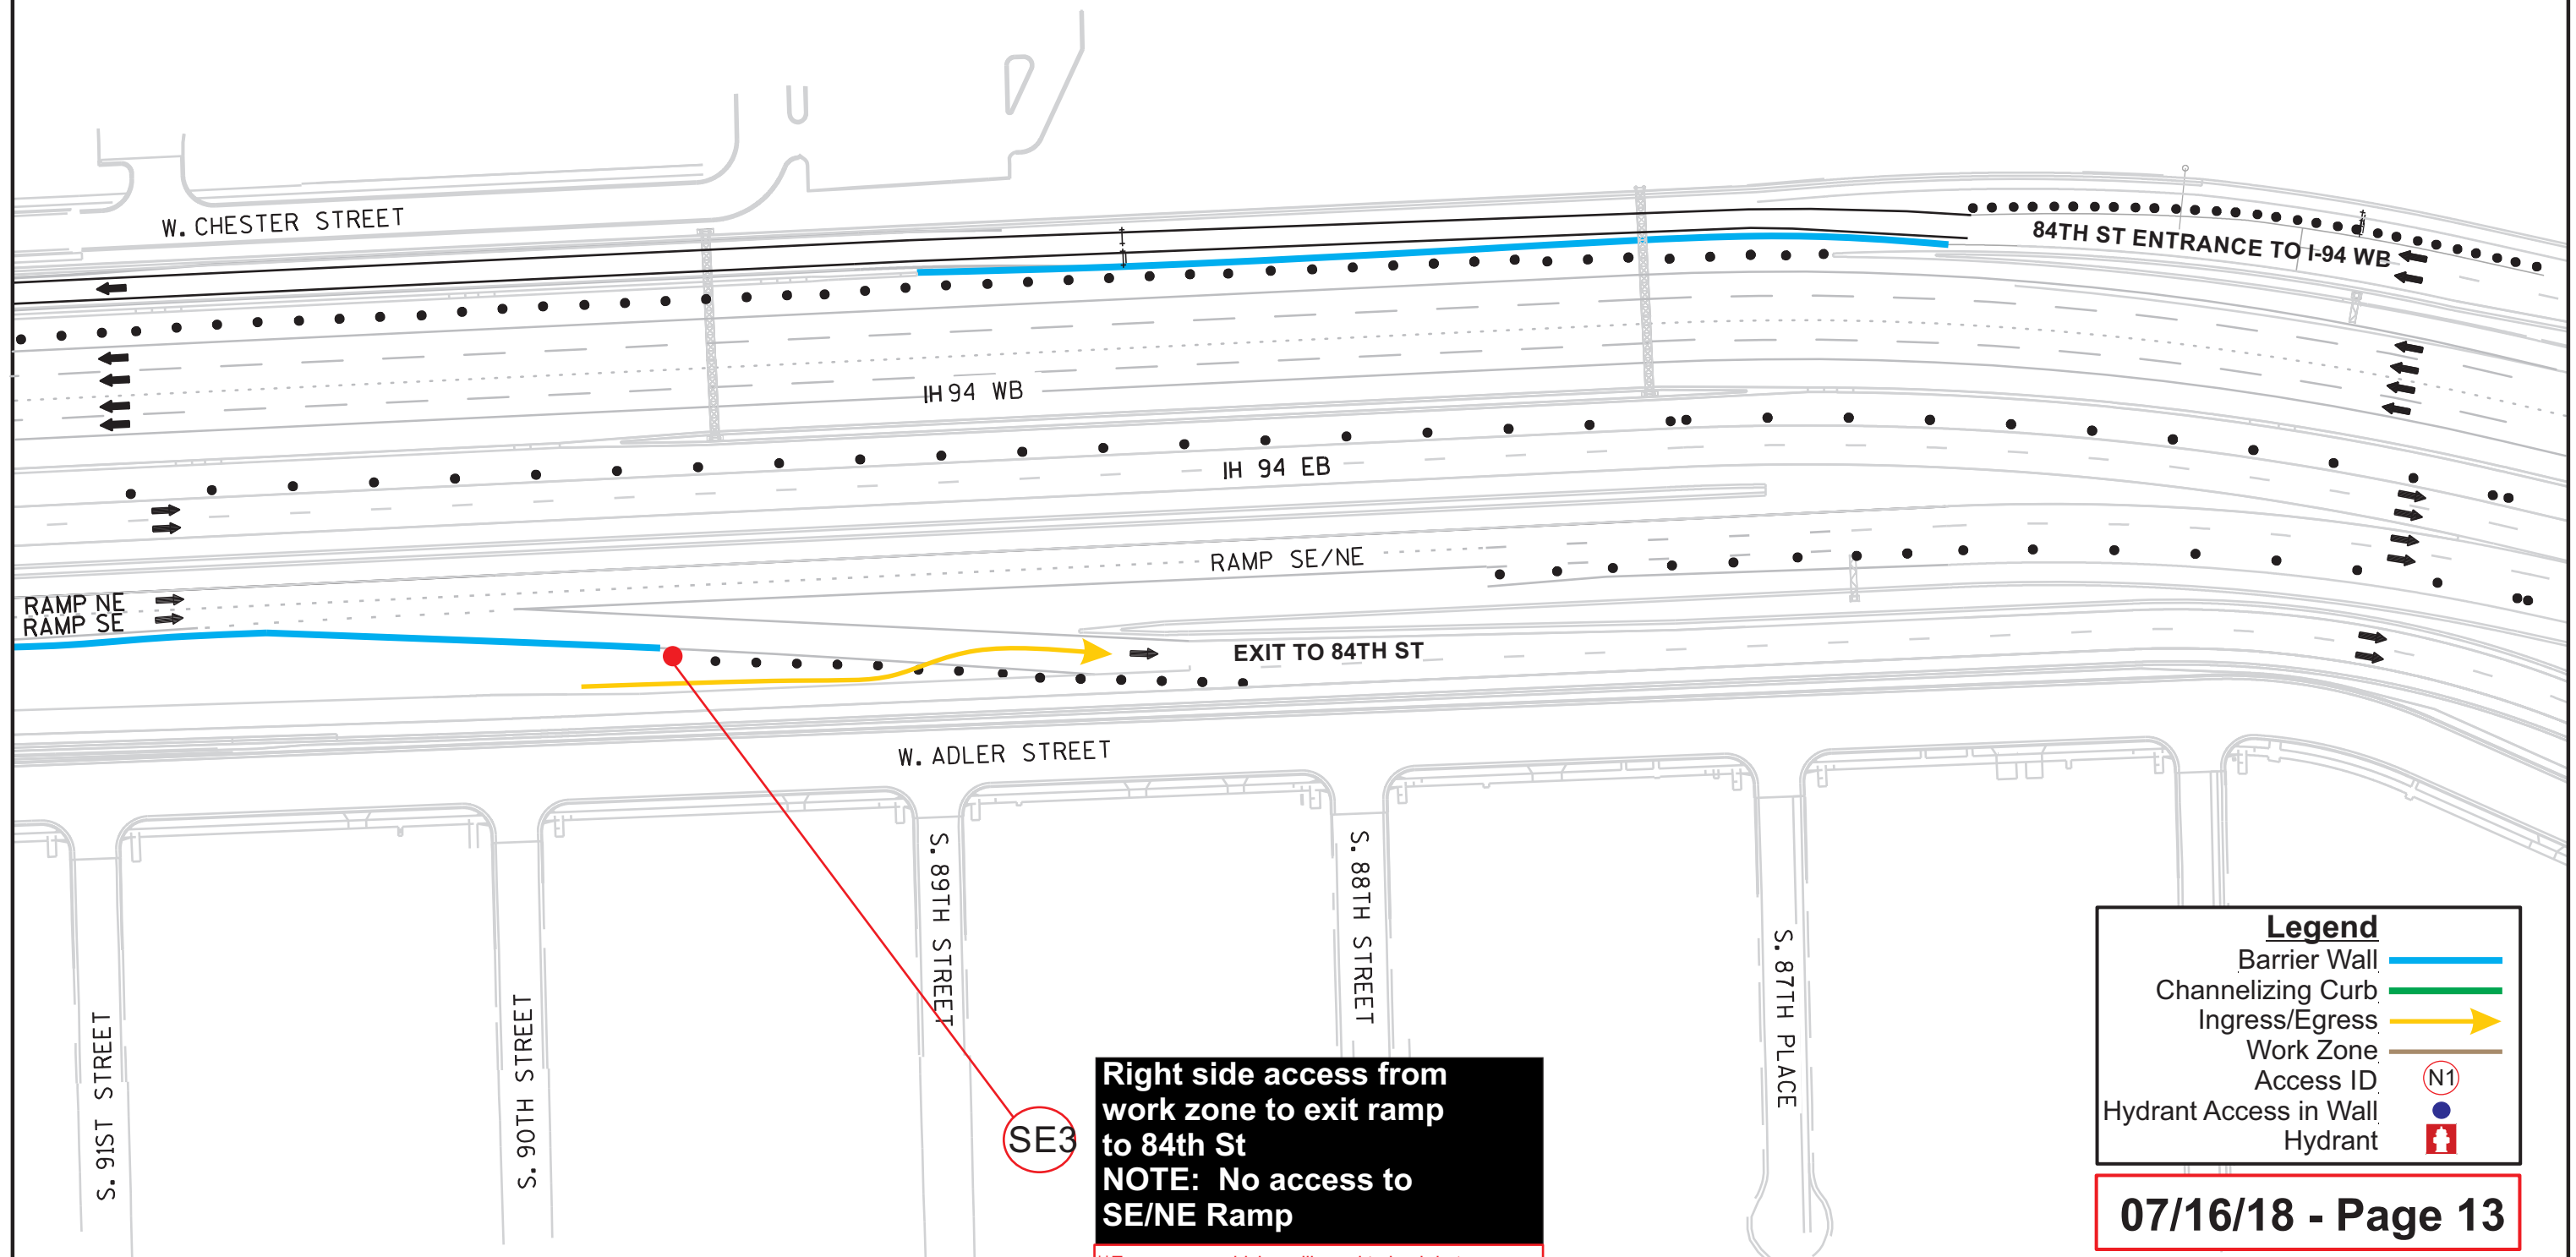 W. CHESTER STREET
84TH ST ENTRANCE TO I-94 WB
IH 94 WB
IH 94 EB
RAMP SE/NE
RAMP NE
RAMP SE
EXIT TO 84TH ST
W. ADLER STREET
S. 91ST STREET
S. 90TH STREET
S. 89TH STREET
S. 88TH STREET
S. 87TH PLACE
SE3
Right side access from
work zone to exit ramp
to 84th St
NOTE: No access to
SE/NE Ramp
Legend
Barrier Wall
Channelizing Curb
Ingress/Egress
Work Zone
Access ID
N1
Hydrant Access in Wall
Hydrant
07/16/18 - Page 13